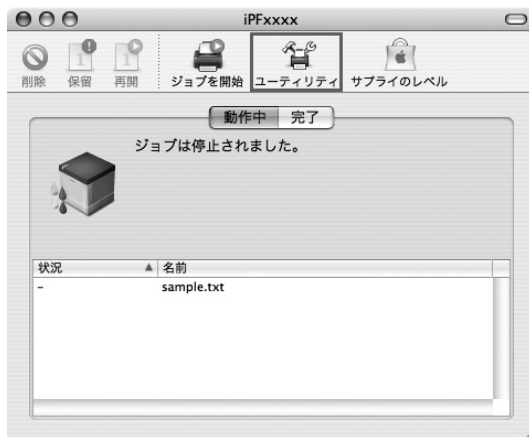 iPFxxxx
削除 保留 再開 ジョブを開始 ユーティリティ サプライのレベル
動作中 完了
ジョブは停止されました。
状況 名前
- sample.txt